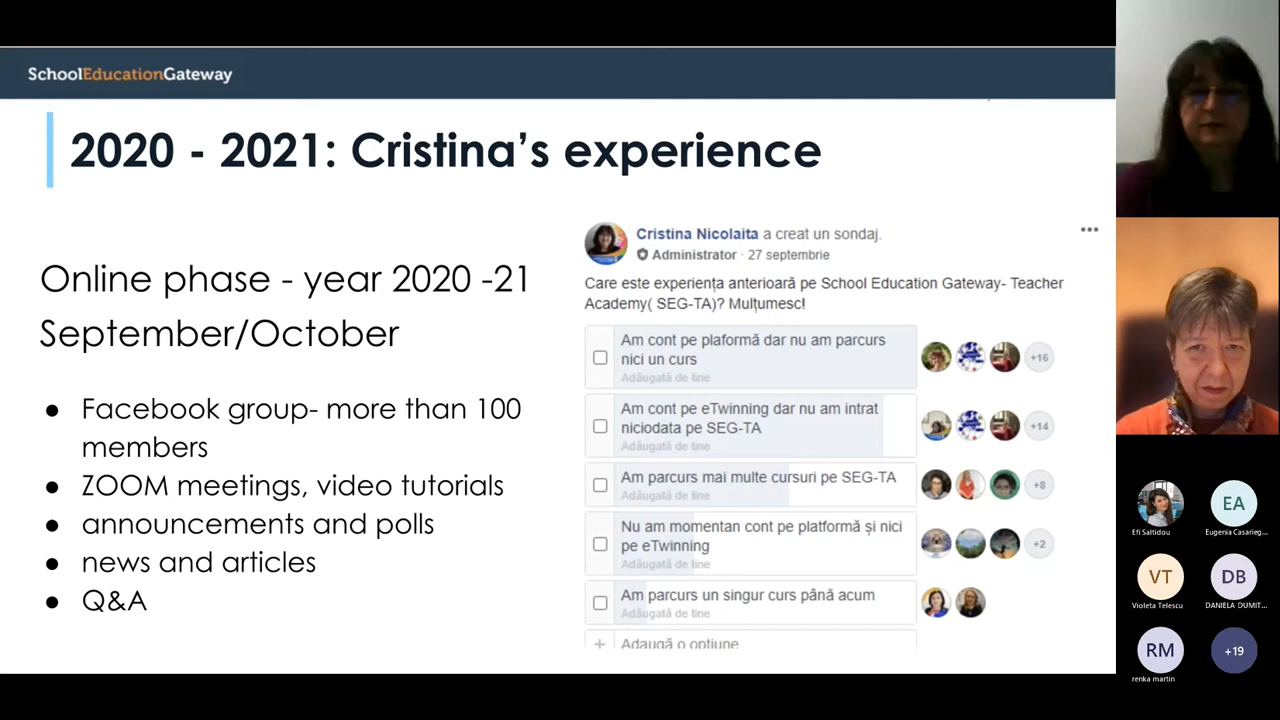 SchoolEducationGateway
2020 - 2021: Cristina's experience
Online phase - year 2020 -21
September/October
● Facebook group- more than 100
members
● ZOOM meetings, video tutorials
● announcements and polls
● news and articles
● Q&A
Cristina Nicolaita a creat un sondaj.
Administrator · 27 septembrie
Care este experiența anterioară pe School Education Gateway- Teacher
Academy( SEG-TA)? Mulțumesc!
Am cont pe plaformă dar nu am parcurs
nici un curs
Adăugată de tine
+16
Am cont pe eTwinning dar nu am intrat
niciodata pe SEG-TA
Adăugată de tine
+14
Am parcurs mai multe cursuri pe SEG-TA
Adăugată de tine
+8
Nu am momentan cont pe platformă și nici
pe eTwinning
Adăugată de tine
+2
Am parcurs un singur curs până acum
Adăugată de tine
+ Adaugă o opțiune
Efi Saltidou
EA
Eugenia Casarieg...
VT
Violeta Telescu
DB
DANIELA DUMIT...
RM
renka martin
+19